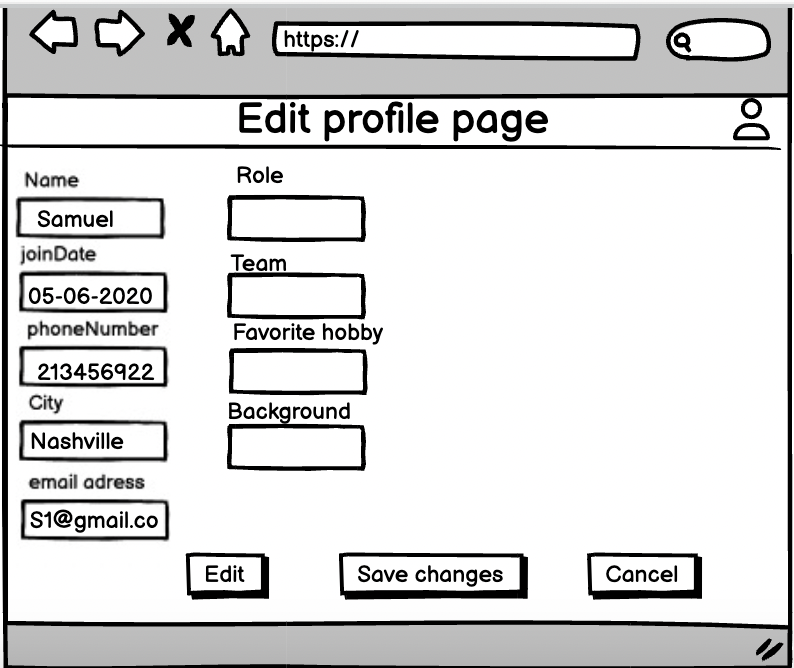 https://
Edit profile page
Name
Samuel
joinDate
05-06-2020
phoneNumber
213456922
City
Nashville
email adress
S1@gmail.co
Role
Team
Favorite hobby
Background
Edit
Save changes
Cancel